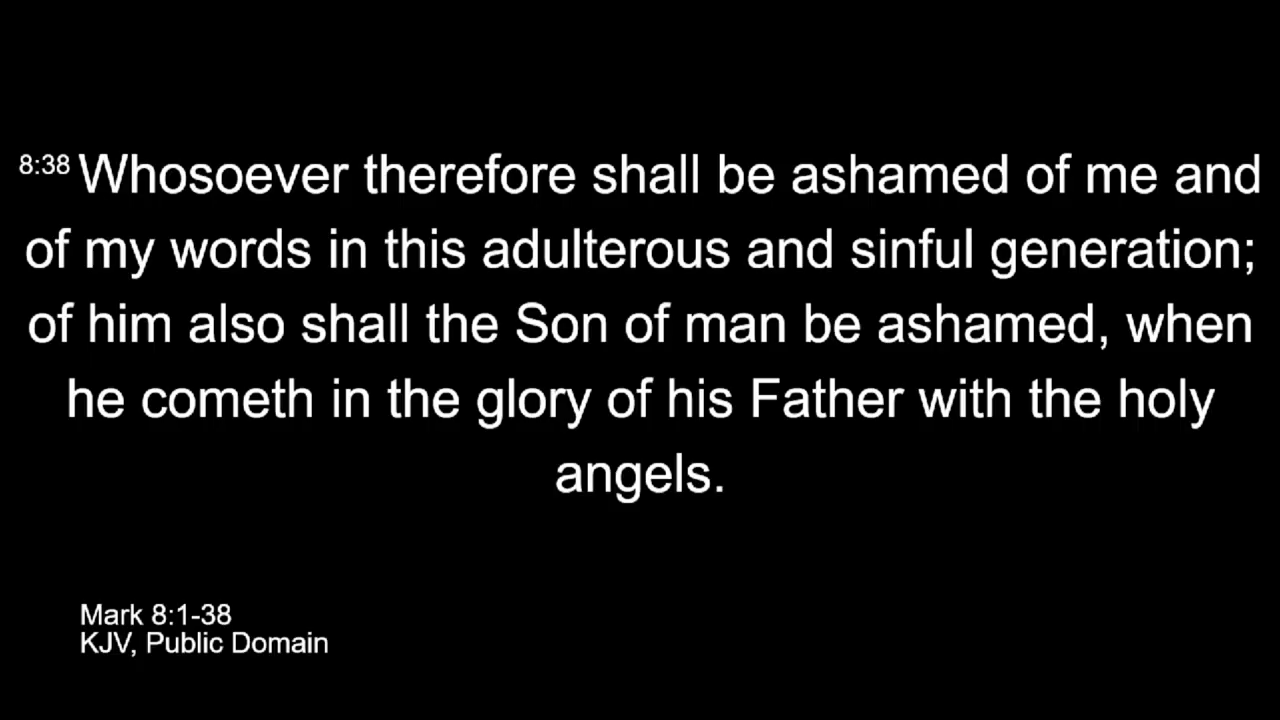 8:38 Whosoever therefore shall be ashamed of me and
of my words in this adulterous and sinful generation;
of him also shall the Son of man be ashamed, when
he cometh in the glory of his Father with the holy
angels.
Mark 8:1-38
KJV, Public Domain